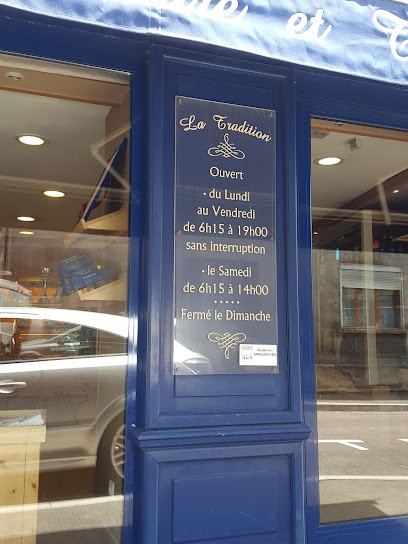 et
La Tradition
Ouvert
• du Lundi
au Vendredi
de 6h15 à 19h00
sans interruption
• le Samedi
de 6h15 à 14h00
•••••
Fermé le Dimanche